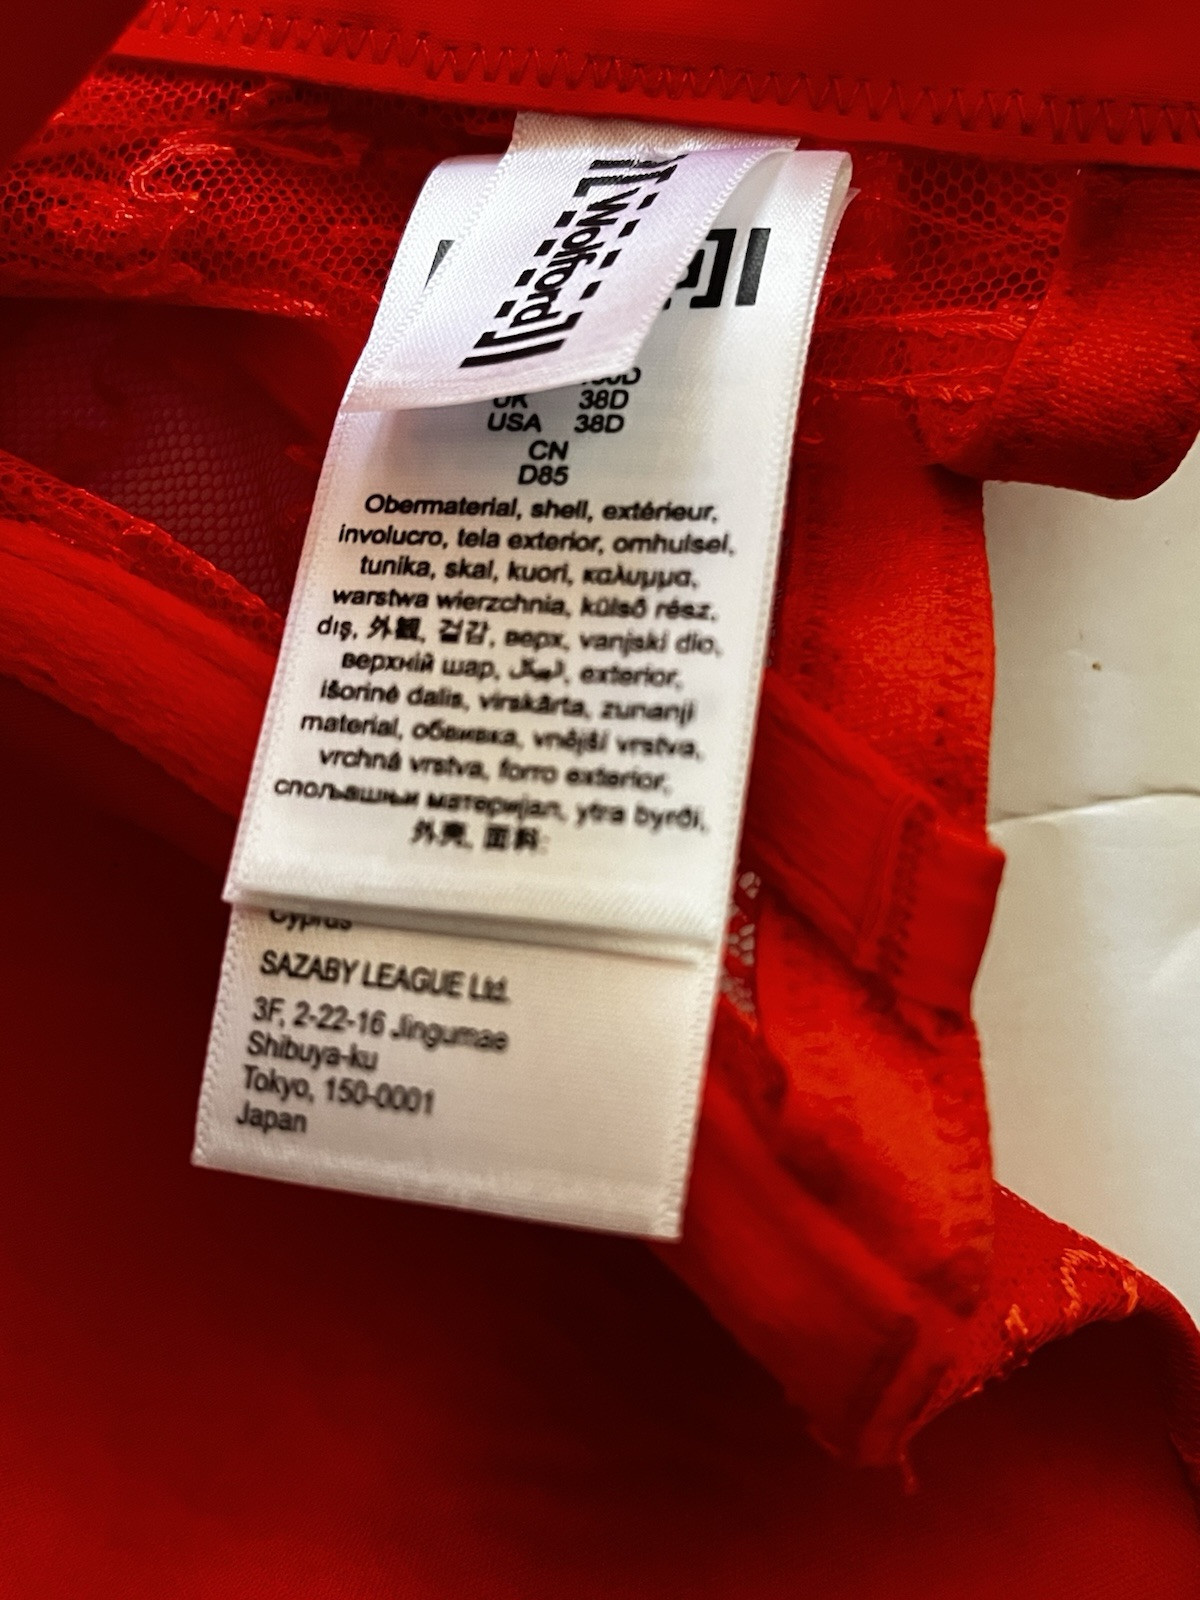 Wolford
UK 38D
USA 38D
CN
D85
Obermaterial, shell, extérieur,
involucro, tela exterior, omhulsel,
tunika, skal, kuori, καλυμμα,
warstwa wierzchnia, külső rész,
dış, 外観, 겉감, верх, vanjski dio,
верхній шар, exterior,
išorinė dalis, virskārta, zunanji
material, обвивка, vnější vrstva,
vrchná vrstva, forro exterior,
спољашњи материјал, ytra byrði,
外壳, 面料:
Cyprus
SAZABY LEAGUE Ltd.
3F, 2-22-16 Jingumae
Shibuya-ku
Tokyo, 150-0001
Japan